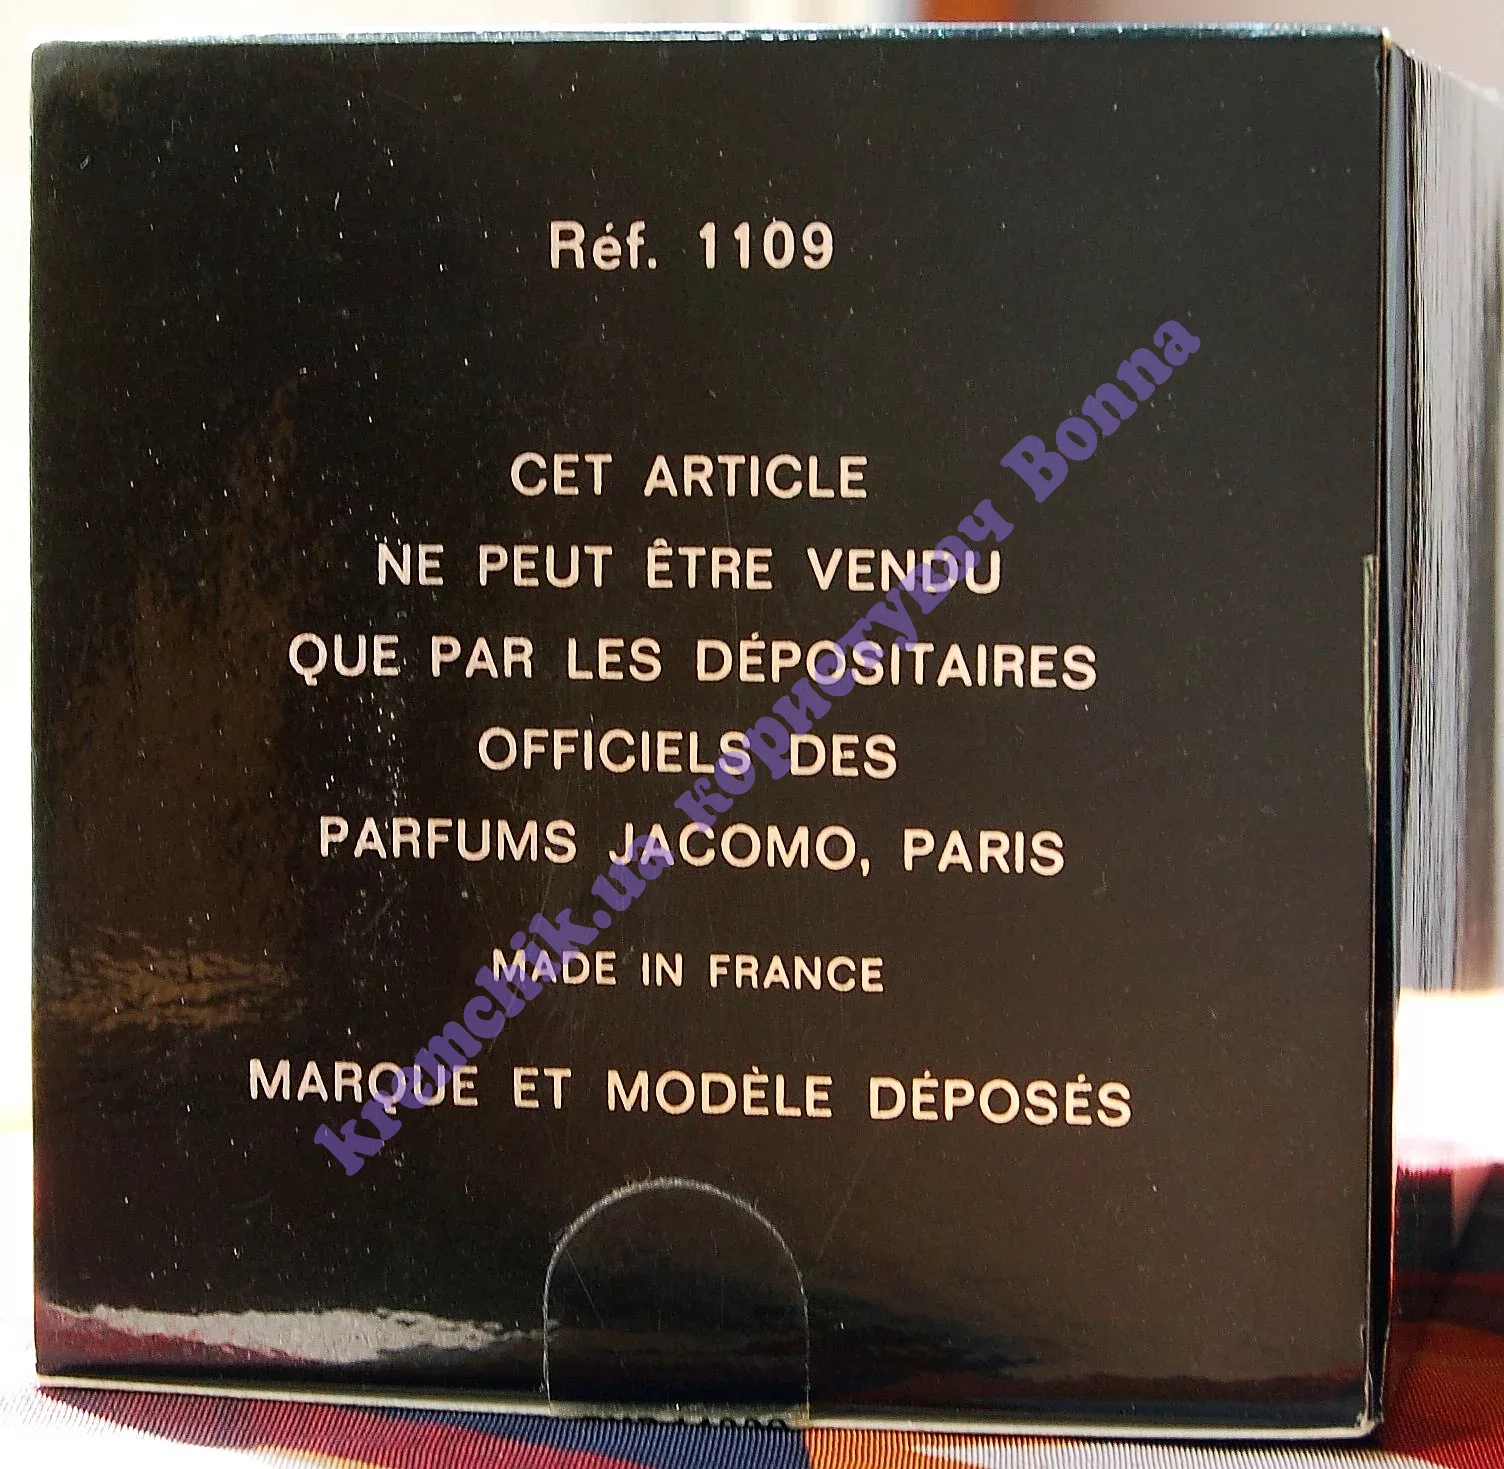 Réf. 1109
CET ARTICLE
NE PEUT ÊTRE VENDU
QUE PAR LES DÉPOSITAIRES
OFFICIELS DES
PARFUMS JACOMO, PARIS
MADE IN FRANCE
MARQUE ET MODÈLE DÉPOSÉS
kramchik.ua користувач Bonna